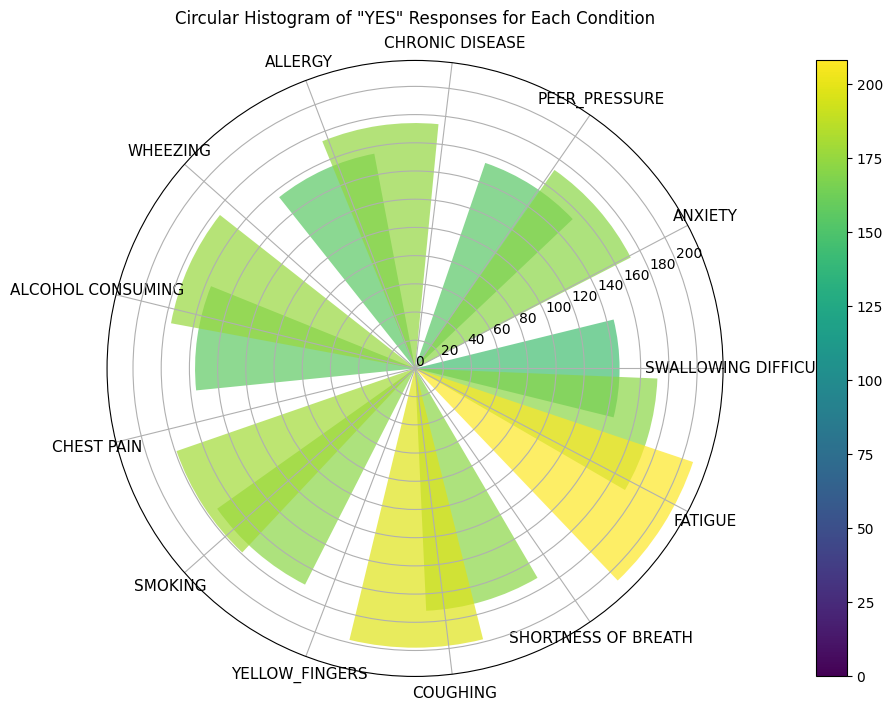 Circular Histogram of "YES" Responses for Each Condition
CHRONIC DISEASE
ALLERGY
PEER_PRESSURE
WHEEZING
ANXIETY
ALCOHOL CONSUMING
SWALLOWING DIFFICU
CHEST PAIN
FATIGUE
SMOKING
SHORTNESS OF BREATH
YELLOW_FINGERS
COUGHING
0
20
40
60
80
100
120
140
160
180
200
200
175
150
125
100
75
50
25
0